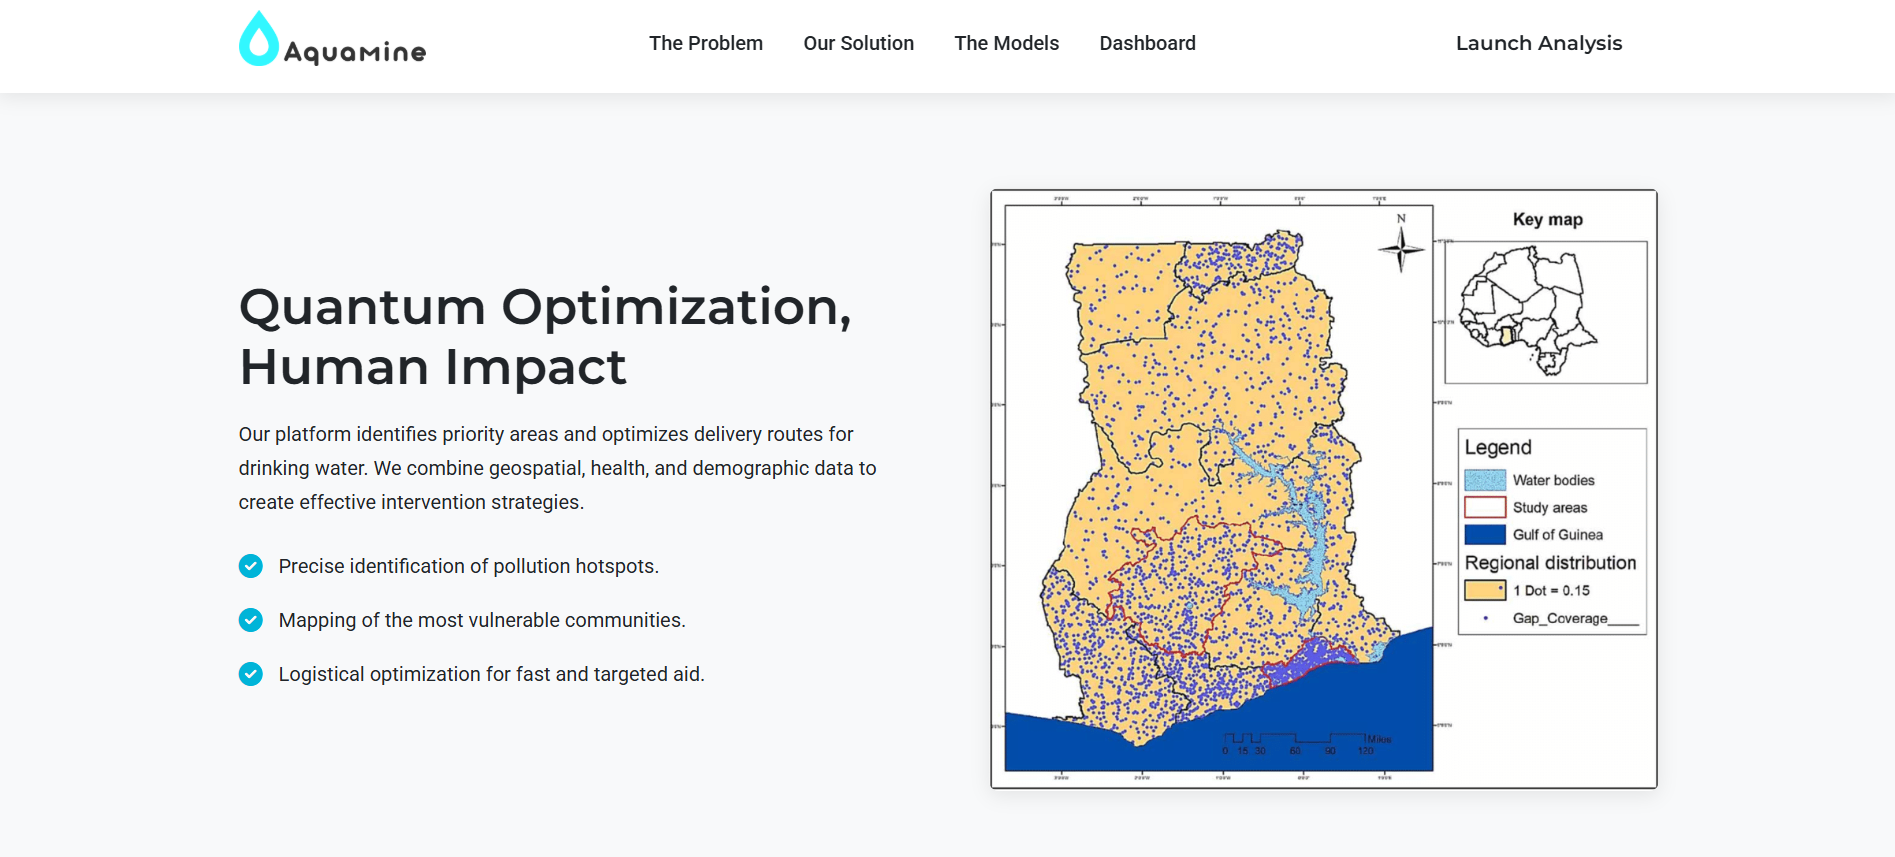 Aquamine
The Problem
Our Solution
The Models
Dashboard
Launch Analysis
Quantum Optimization,
Human Impact
Our platform identifies priority areas and optimizes delivery routes for
drinking water. We combine geospatial, health, and demographic data to
create effective intervention strategies.
Precise identification of pollution hotspots.
Mapping of the most vulnerable communities.
Logistical optimization for fast and targeted aid.
N
Key map
Legend
Water bodies
Study areas
Gulf of Guinea
Regional distribution
1 Dot = 0.15
Gap_Coverage____
Miles
0 15 30 60 90 120